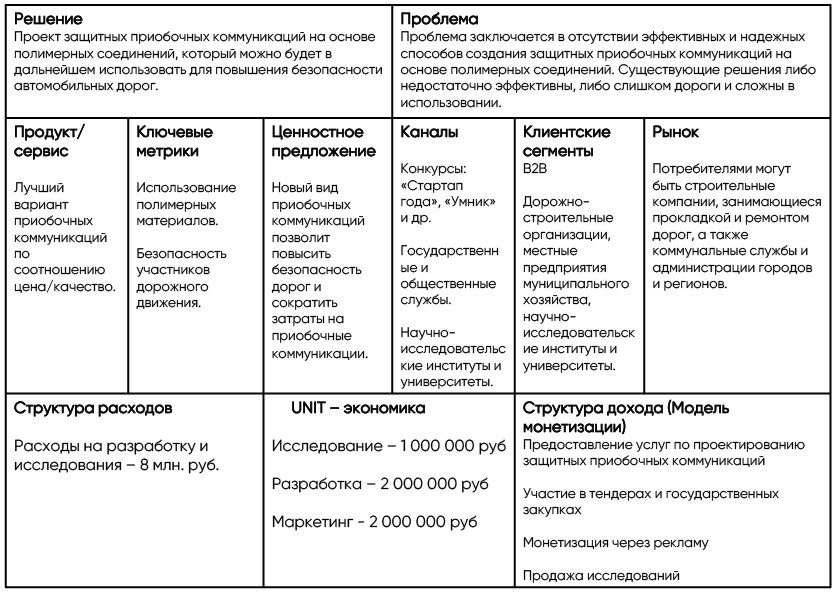 Решение
Проект защитных приобочных коммуникаций на основе
полимерных соединений, который можно будет в
дальнейшем использовать для повышения безопасности
автомобильных дорог.
Проблема
Проблема заключается в отсутствии эффективных и надежных
способов создания защитных приобочных коммуникаций на
основе полимерных соединений. Существующие решения либо
недостаточно эффективны, либо слишком дороги и сложны в
использовании.
Продукт/
сервис
Лучший
вариант
приобочных
коммуникаций
по
соотношению
цена/качество.
Ключевые
метрики
Использование
полимерных
материалов.
Безопасность
участников
дорожного
движения.
Ценностное
предложение
Новый вид
приобочных
коммуникаций
позволит
повысить
безопасность
дорог и
сократить
затраты на
приобочные
коммуникации.
Каналы
Конкурсы:
«Стартап
года», «Умник»
и др.
Государственн
ые и
общественные
службы.
Научно-
исследовательс
кие институты и
университеты.
Клиентские
сегменты
B2B
Дорожно-
строительные
организации,
местные
предприятия
муниципального
хозяйства,
научно-
исследовательск
ие институты и
университеты.
Рынок
Потребителями могут
быть строительные
компании, занимающиеся
прокладкой и ремонтом
дорог, а также
коммунальные службы и
администрации городов
и регионов.
Структура расходов
Расходы на разработку и
исследования – 8 млн. руб.
UNIT – экономика
Исследование – 1 000 000 руб
Разработка – 2 000 000 руб
Маркетинг - 2 000 000 руб
Структура дохода (Модель
монетизации)
Предоставление услуг по проектированию
защитных приобочных коммуникаций
Участие в тендерах и государственных
закупках
Монетизация через рекламу
Продажа исследований